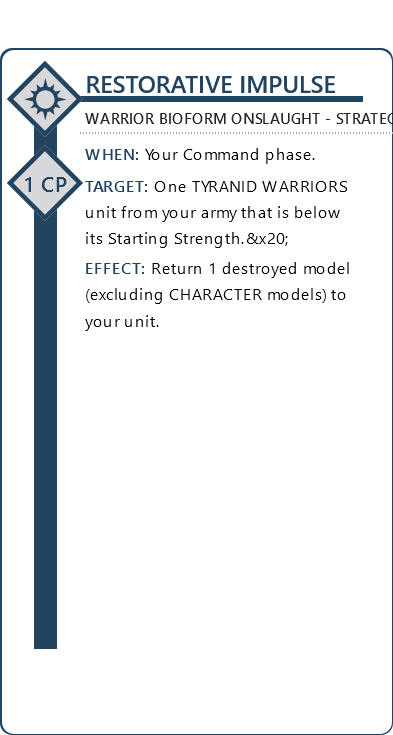 RESTORATIVE IMPULSE
WARRIOR BIOFORM ONSLAUGHT - STRATEG
WHEN: Your Command phase.
1 CP
TARGET: One TYRANID WARRIORS
unit from your army that is below
its Starting Strength.&x20;
EFFECT: Return 1 destroyed model
(excluding CHARACTER models) to
your unit.